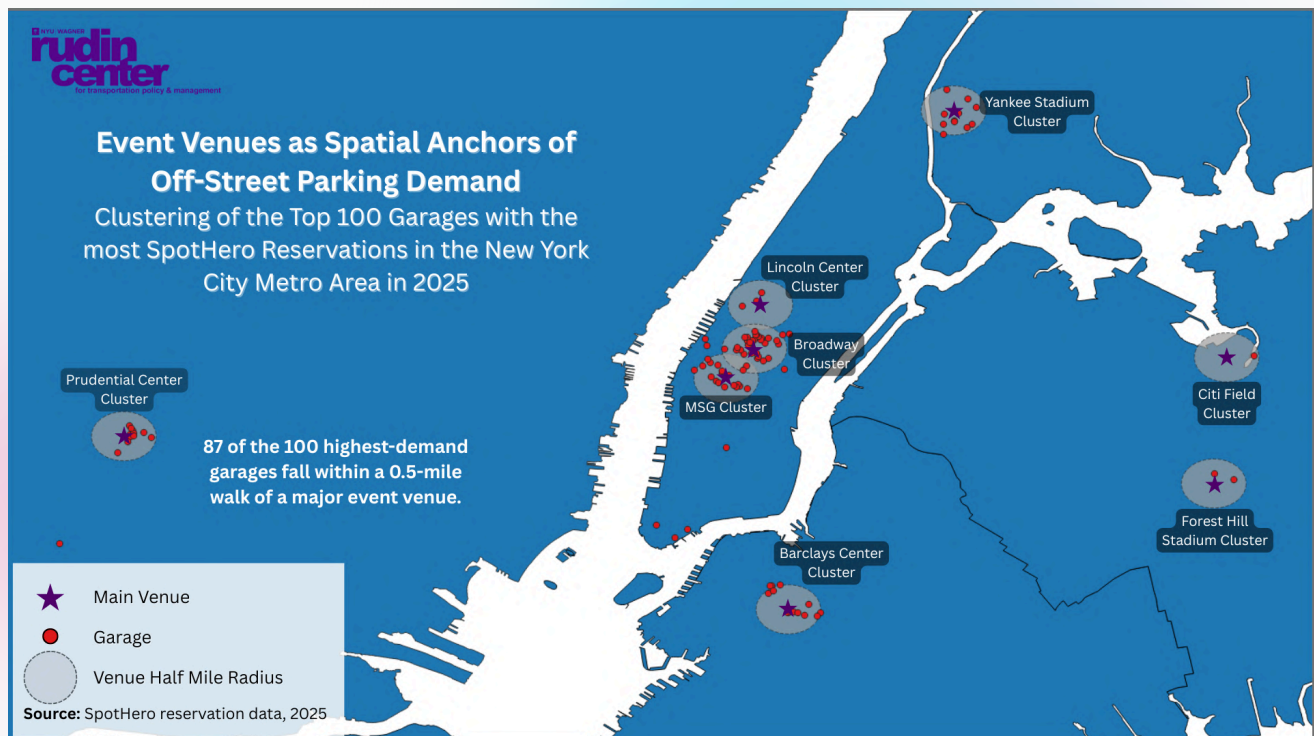 NYU WAGNER
rudin
center
for transportation policy & management
Event Venues as Spatial Anchors of
Off-Street Parking Demand
Clustering of the Top 100 Garages with the
most SpotHero Reservations in the New York
City Metro Area in 2025
Yankee Stadium
Cluster
Lincoln Center
Cluster
Broadway
Cluster
MSG Cluster
Prudential Center
Cluster
Citi Field
Cluster
87 of the 100 highest-demand
garages fall within a 0.5-mile
walk of a major event venue.
Forest Hill
Stadium Cluster
Barclays Center
Cluster
Main Venue
Garage
Venue Half Mile Radius
Source: SpotHero reservation data, 2025